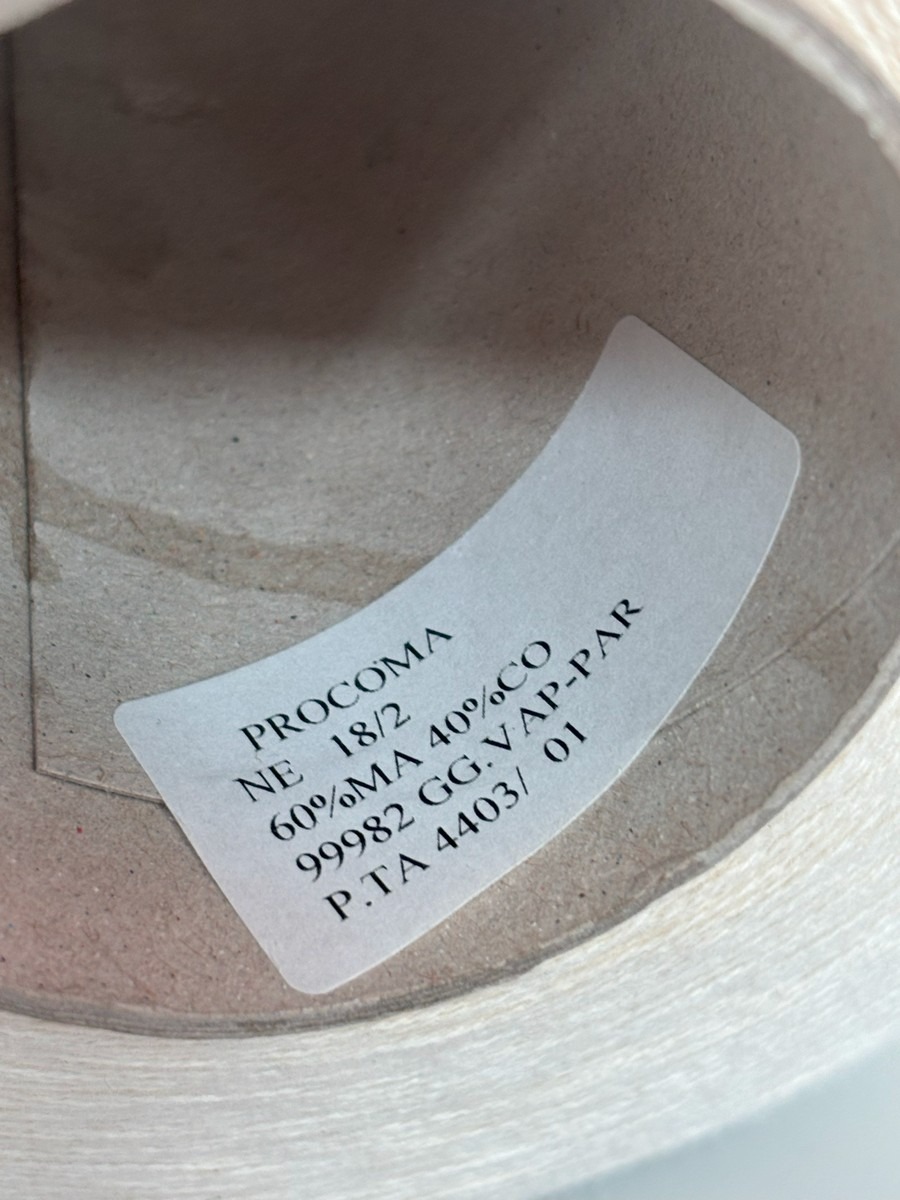 PROCOMA
NE 18/2
60%MA 40%CO
99982 GG.VAP-PAR
P.TA 4403/ 01